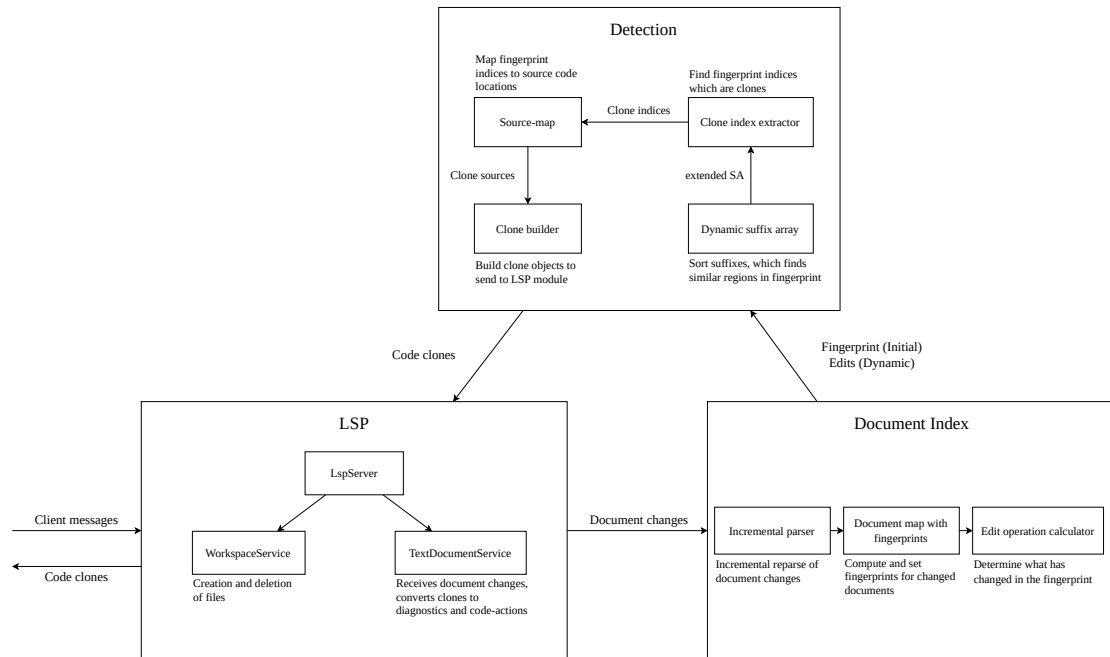 Detection
Map fingerprint
indices to source code
locations
Source-map
Clone indices
Find fingerprint indices
which are clones
Clone index extractor
Clone sources
extended SA
Clone builder
Build clone objects to
send to LSP module
Dynamic suffix array
Sort suffixes, which finds
similar regions in fingerprint
Code clones
Fingerprint (Initial)
Edits (Dynamic)
LSP
LspServer
Client messages
Code clones
WorkspaceService
Creation and deletion
of files
TextDocumentService
Receives document changes,
converts clones to
diagnostics and code-actions
Document changes
Document Index
Incremental parser
Incremental reparse of
document changes
Document map with
fingerprints
Compute and set
fingerprints for changed
documents
Edit operation calculator
Determine what has
changed in the fingerprint